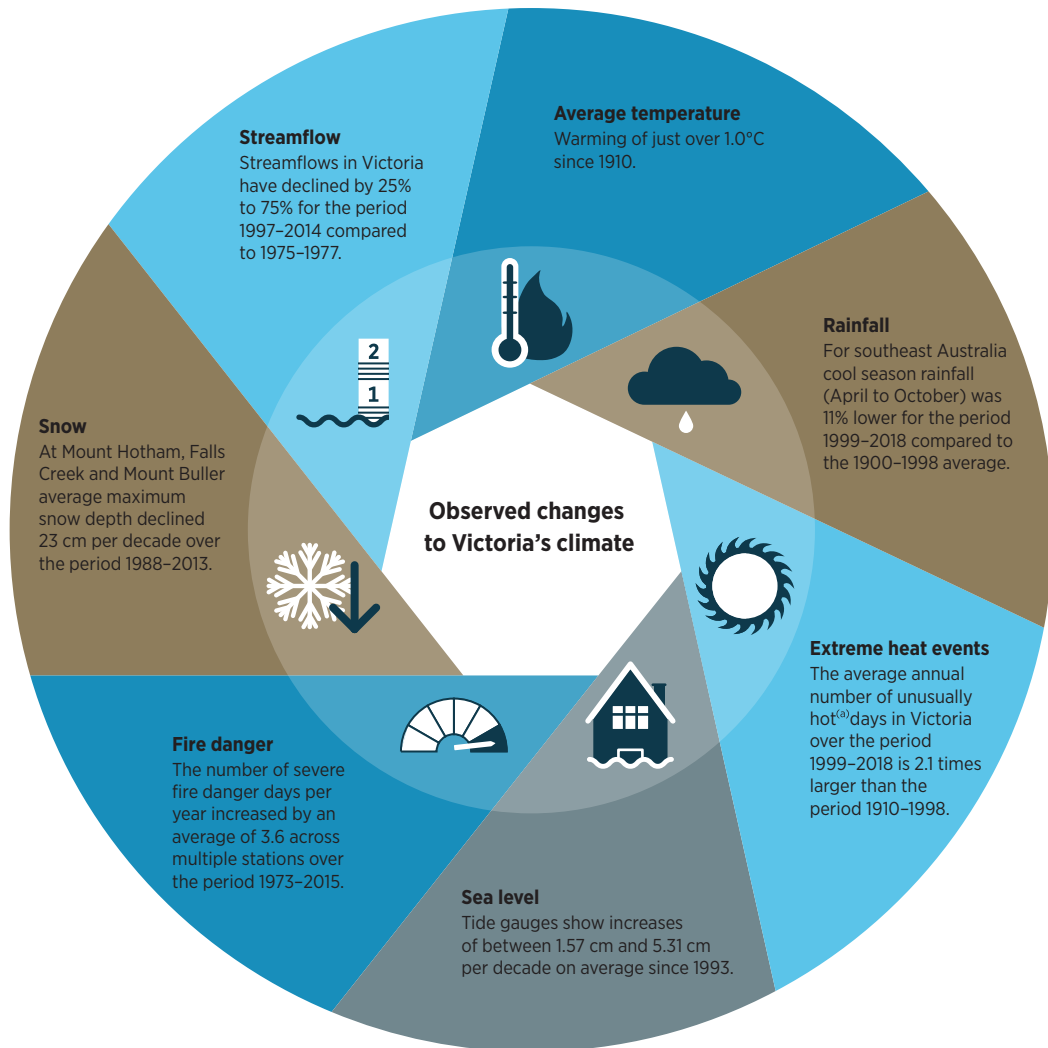 Observed changes
to Victoria's climate
Average temperature
Warming of just over 1.0°C
since 1910.
Rainfall
For southeast Australia
cool season rainfall
(April to October) was
11% lower for the period
1999–2018 compared to
the 1900–1998 average.
Extreme heat events
The average annual
number of unusually
hot(a)days in Victoria
over the period
1999–2018 is 2.1 times
larger than the
period 1910–1998.
Sea level
Tide gauges show increases
of between 1.57 cm and 5.31 cm
per decade on average since 1993.
Fire danger
The number of severe
fire danger days per
year increased by an
average of 3.6 across
multiple stations over
the period 1973–2015.
Snow
At Mount Hotham, Falls
Creek and Mount Buller
average maximum
snow depth declined
23 cm per decade over
the period 1988–2013.
Streamflow
Streamflows in Victoria
have declined by 25%
to 75% for the period
1997–2014 compared
to 1975–1977.
2
1